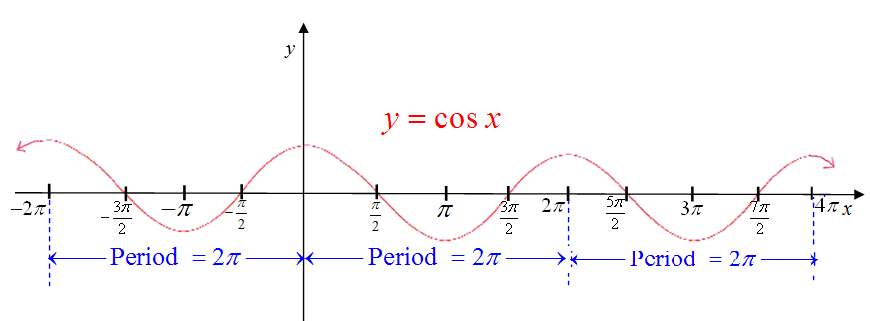 y
y = cos x
−2π −3π/2 −π −π/2 π/2 π 3π/2 2π 5π/2 3π 7π/2 4π x
Period = 2π Period = 2π Period = 2π